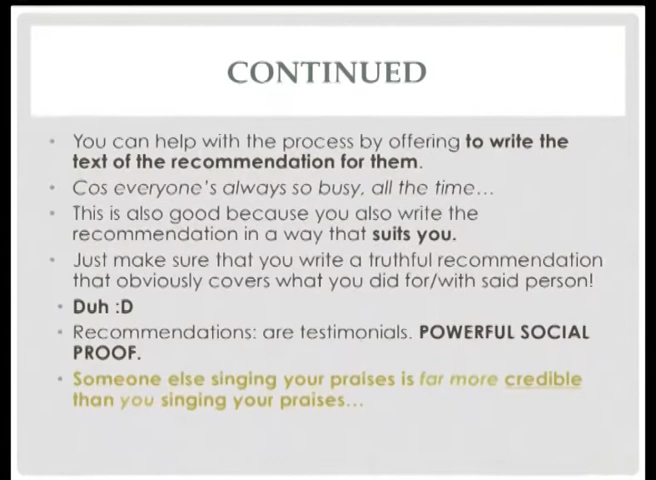 CONTINUED
• You can help with the process by offering to write the
text of the recommendation for them.
• Cos everyone's always so busy, all the time...
• This is also good because you also write the
recommendation in a way that suits you.
• Just make sure that you write a truthful recommendation
that obviously covers what you did for/with said person!
• Duh :D
• Recommendations: are testimonials. POWERFUL SOCIAL
PROOF.
• Someone else singing your praises is far more credible
than you singing your praises...